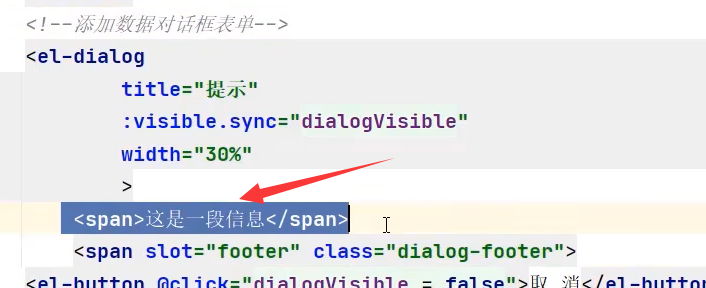 <!--添加数据对话框表单-->
<el-dialog
title="提示"
:visible.sync="dialogVisible"
width="30%"
>
<span>这是一段信息</span>
<span slot="footer" class="dialog-footer">
<el-button @click="dialogVisible = false">取 消</el-button